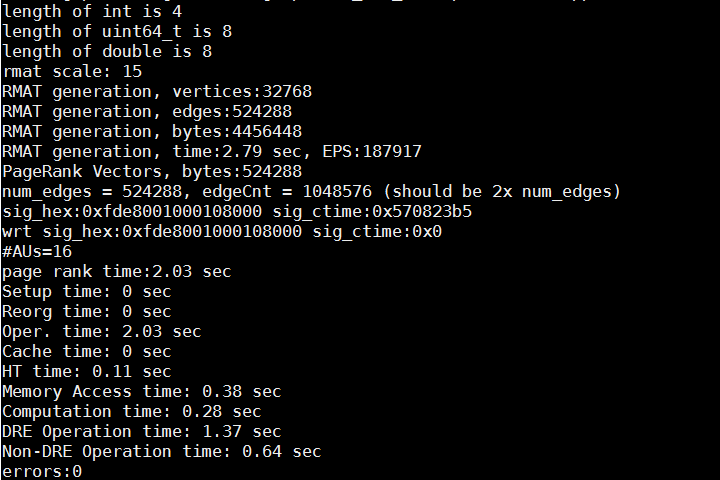 length of int is 4
length of uint64_t is 8
length of double is 8
rmat scale: 15
RMAT generation, vertices:32768
RMAT generation, edges:524288
RMAT generation, bytes:4456448
RMAT generation, time:2.79 sec, EPS:187917
PageRank Vectors, bytes:524288
num_edges = 524288, edgeCnt = 1048576 (should be 2x num_edges)
sig_hex:0xfde8001000108000 sig_ctime:0x570823b5
wrt sig_hex:0xfde8001000108000 sig_ctime:0x0
#AUs=16
page rank time:2.03 sec
Setup time: 0 sec
Reorg time: 0 sec
Oper. time: 2.03 sec
Cache time: 0 sec
HT time: 0.11 sec
Memory Access time: 0.38 sec
Computation time: 0.28 sec
DRE Operation time: 1.37 sec
Non-DRE Operation time: 0.64 sec
errors:0